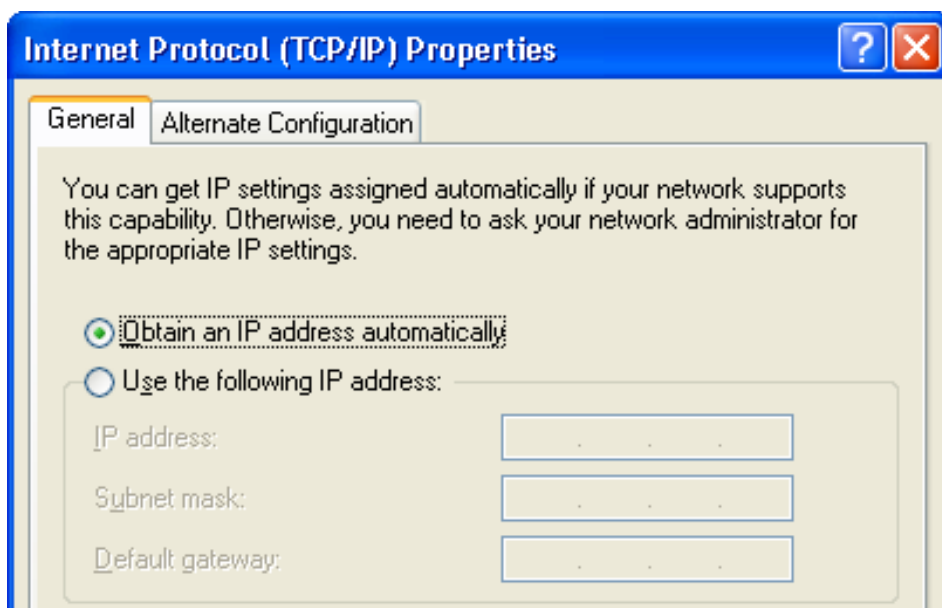 Internet Protocol (TCP/IP) Properties
General
Alternate Configuration
You can get IP settings assigned automatically if your network supports
this capability. Otherwise, you need to ask your network administrator for
the appropriate IP settings.
Obtain an IP address automatically
Use the following IP address:
IP address:
Subnet mask:
Default gateway: